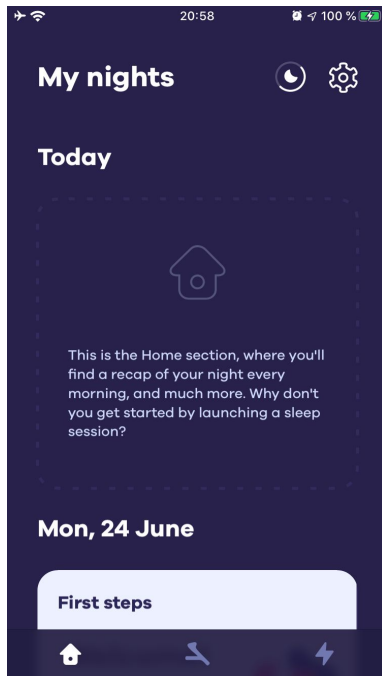 20:58
100 %
My nights
Today
This is the Home section, where you'll
find a recap of your night every
morning, and much more. Why don't
you get started by launching a sleep
session?
Mon, 24 June
First steps